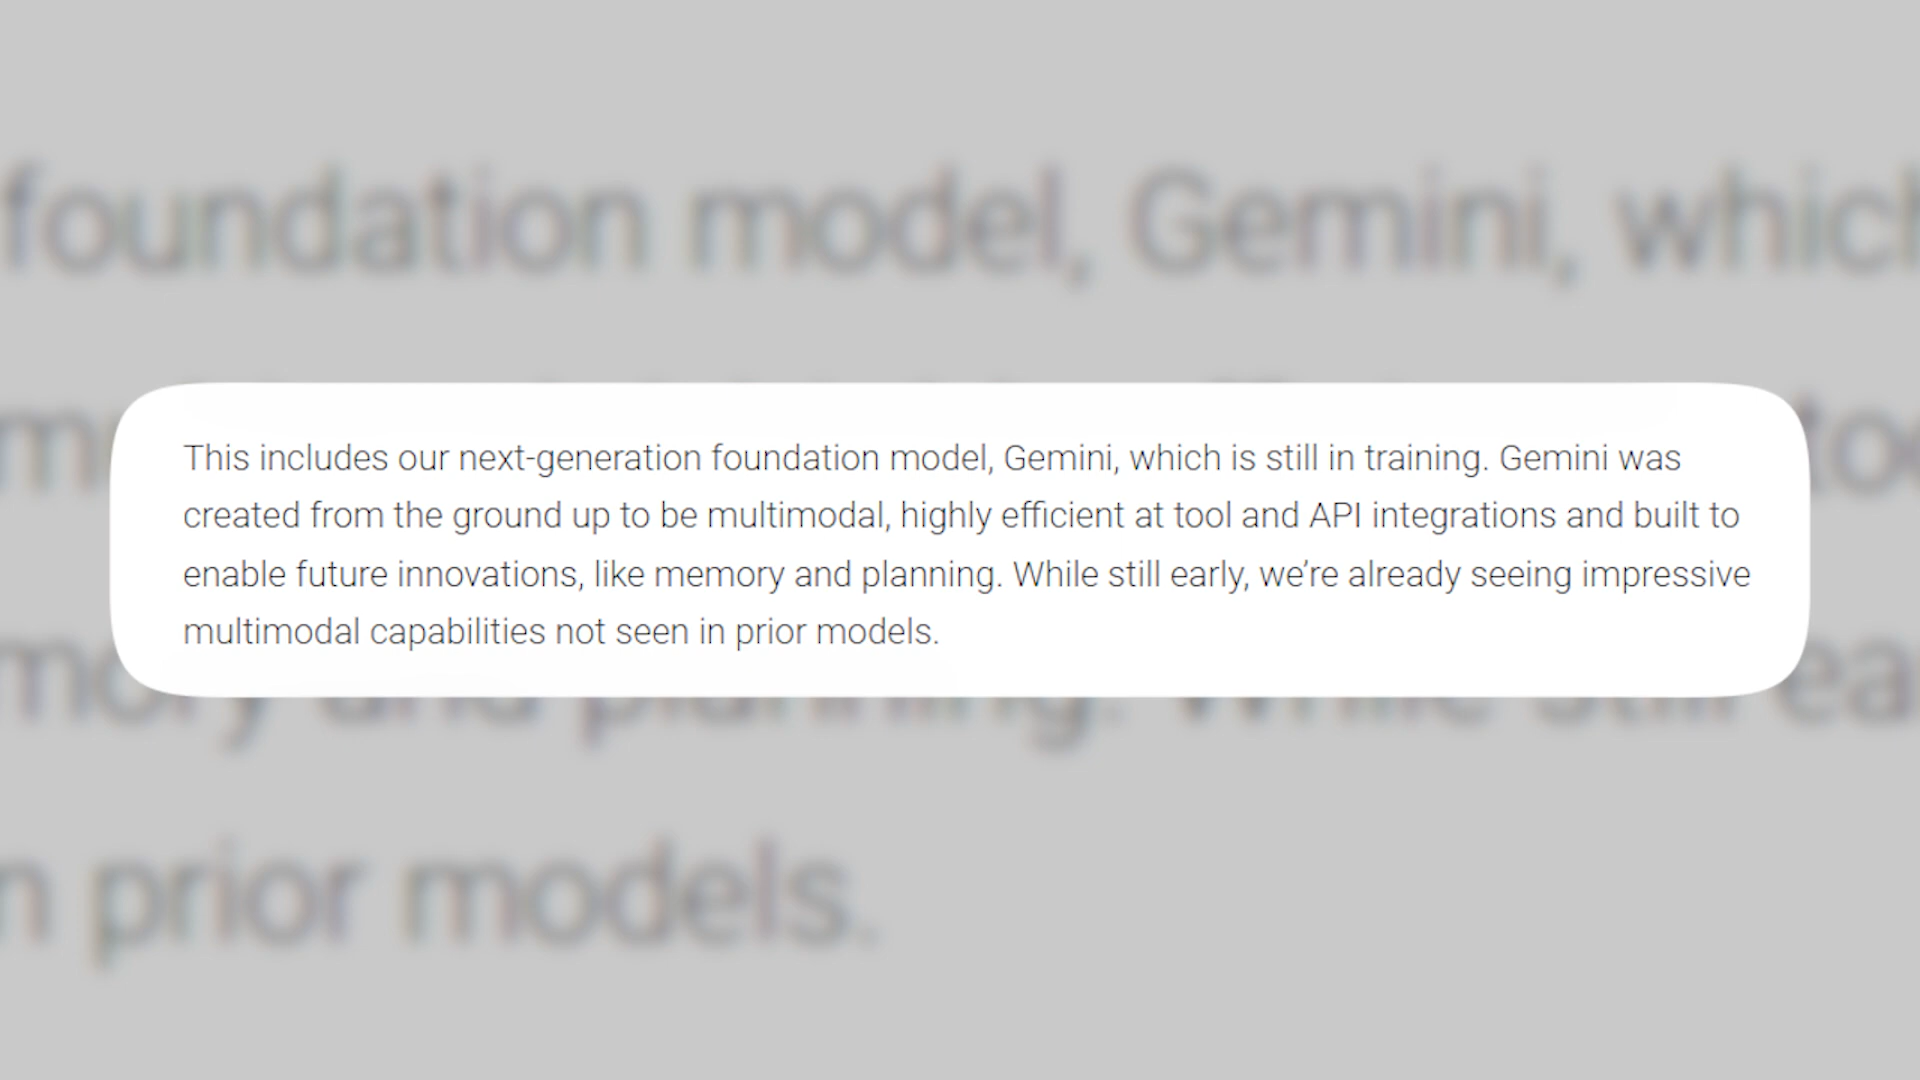 foundation model, Gemini, which
This includes our next-generation foundation model, Gemini, which is still in training. Gemini was
created from the ground up to be multimodal, highly efficient at tool and API integrations and built to
enable future innovations, like memory and planning. While still early, we’re already seeing impressive
multimodal capabilities not seen in prior models.
planning. While still
prior models.